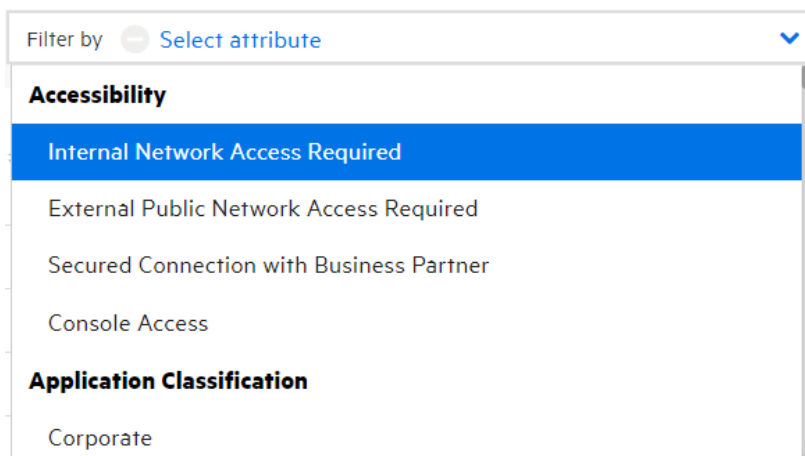 Filter by Select attribute
Accessibility
Internal Network Access Required
External Public Network Access Required
Secured Connection with Business Partner
Console Access
Application Classification
Corporate